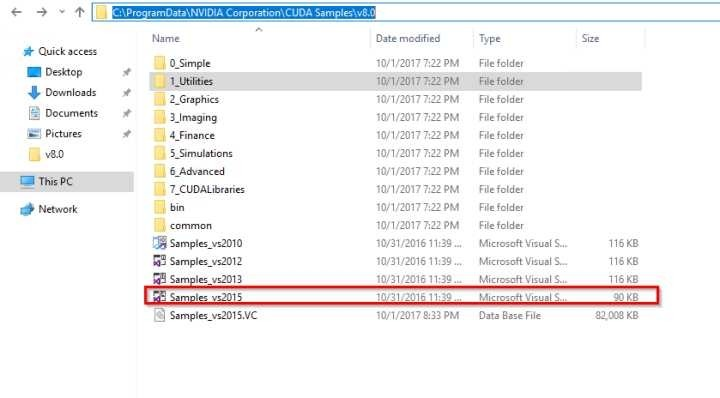 C:\ProgramData\NVIDIA Corporation\CUDA Samples\v8.0
Name Date modified Type Size
Quick access
Desktop
Downloads
Documents
Pictures
v8.0
This PC
Network
0_Simple 10/1/2017 7:22 PM File folder
1_Utilities 10/1/2017 7:22 PM File folder
2_Graphics 10/1/2017 7:22 PM File folder
3_Imaging 10/1/2017 7:22 PM File folder
4_Finance 10/1/2017 7:22 PM File folder
5_Simulations 10/1/2017 7:22 PM File folder
6_Advanced 10/1/2017 7:22 PM File folder
7_CUDALibraries 10/1/2017 7:22 PM File folder
bin 10/1/2017 7:22 PM File folder
common 10/1/2017 7:22 PM File folder
Samples_vs2010 10/31/2016 11:39 ... Microsoft Visual S... 116 KB
Samples_vs2012 10/31/2016 11:39 ... Microsoft Visual S... 116 KB
Samples_vs2013 10/31/2016 11:39 ... Microsoft Visual S... 116 KB
Samples_vs2015 10/31/2016 11:39 ... Microsoft Visual S... 90 KB
Samples_vs2015.VC 10/1/2017 8:33 PM Data Base File 82,008 KB